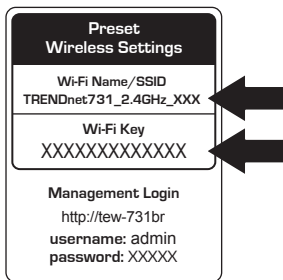 Preset
Wireless Settings
Wi-Fi Name/SSID
TRENDnet731_2.4GHz_XXX
Wi-Fi Key
XXXXXXXXXXXXX
Management Login
http://tew-731br
username: admin
password: XXXXX